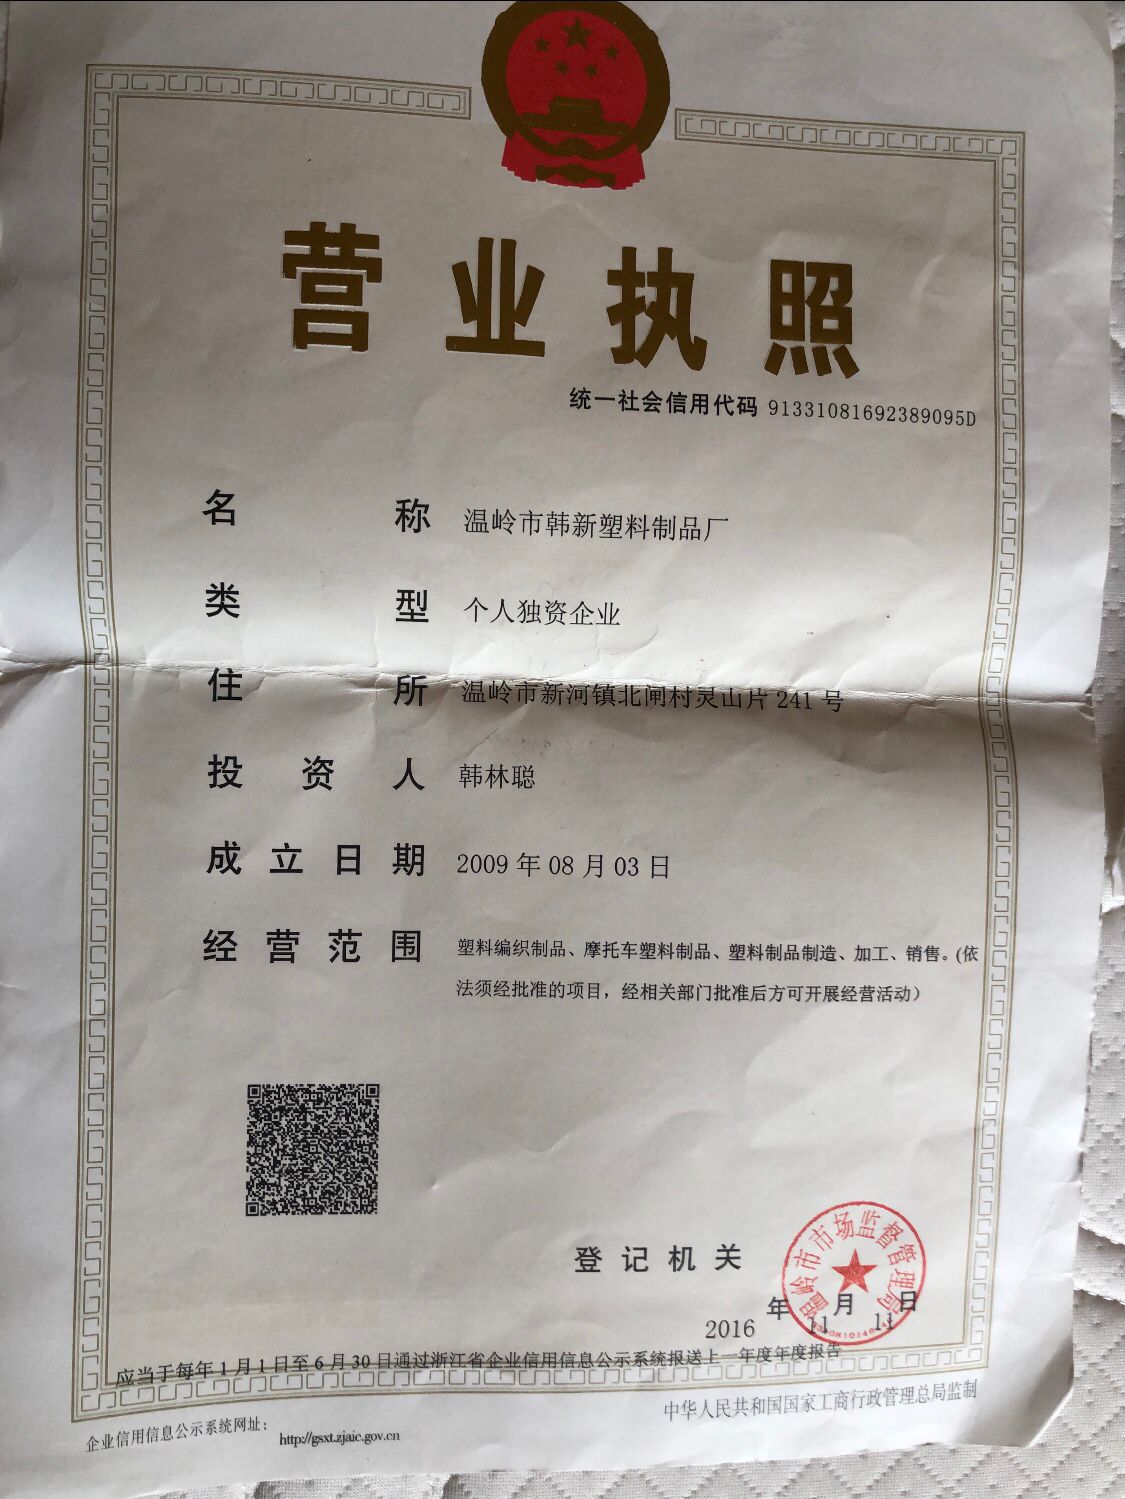 营业执照
统一社会信用代码 91331081692389095D
名称 温岭市韩新塑料制品厂
类型 个人独资企业
住所 温岭市新河镇北闸村灵山片241号
投资人 韩林聪
成立日期 2009年08月03日
经营范围 塑料编织制品、摩托车塑料制品、塑料制品制造、加工、销售。(依
法须经批准的项目，经相关部门批准后方可开展经营活动）
登记机关
温岭市市场监督管理局
2016年11月11日
应当于每年1月1日至6月30日通过浙江省企业信用信息公示系统报送上一年度年度报告
企业信用信息公示系统网址： http://gsxt.zjaic.gov.cn
中华人民共和国国家工商行政管理总局监制